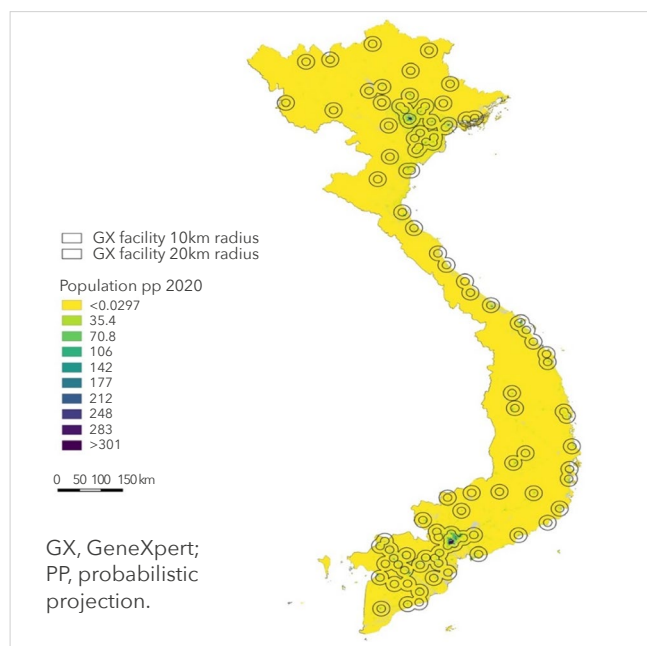 GX facility 10km radius
GX facility 20km radius
Population pp 2020
<0.0297
35.4
70.8
106
142
177
212
248
283
>301
0 50 100 150km
GX, GeneXpert;
PP, probabilistic
projection.